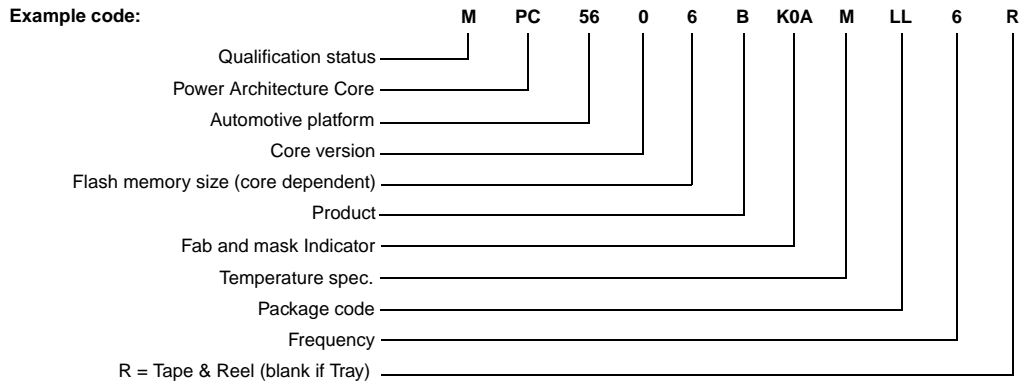 Example code: M PC 56 0 6 B K0A M LL 6 R
Qualification status
Power Architecture Core
Automotive platform
Core version
Flash memory size (core dependent)
Product
Fab and mask Indicator
Temperature spec.
Package code
Frequency
R = Tape & Reel (blank if Tray)